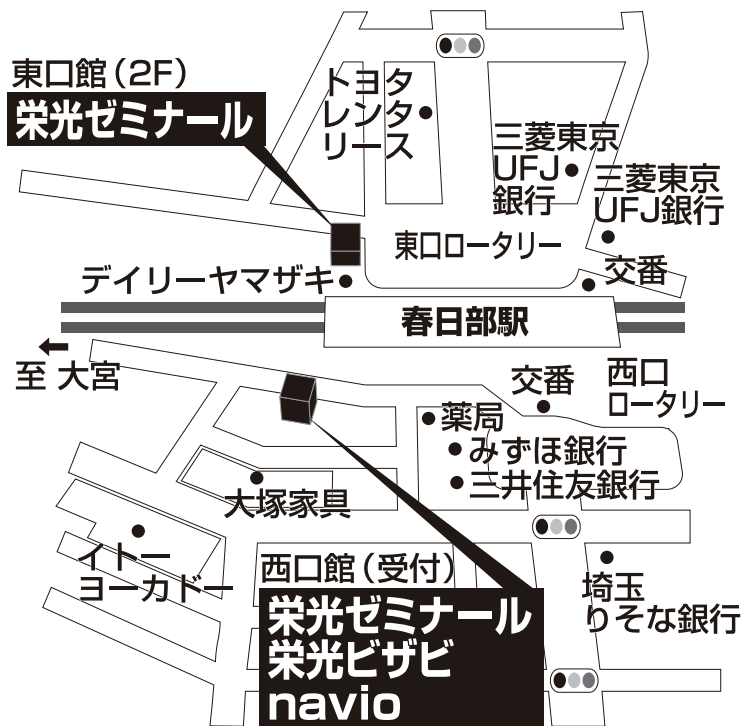 東口館（2F）
栄光ゼミナール
トヨタ
レンタ
リース
三菱東京
UFJ
銀行
三菱東京
UFJ銀行
東口ロータリー
デイリーヤマザキ
交番
春日部駅
至 大宮
交番
西口
ロータリー
薬局
みずほ銀行
三井住友銀行
大塚家具
イトー
ヨーカドー
西口館（受付）
栄光ゼミナール
栄光ビザビ
navio
埼玉
りそな銀行